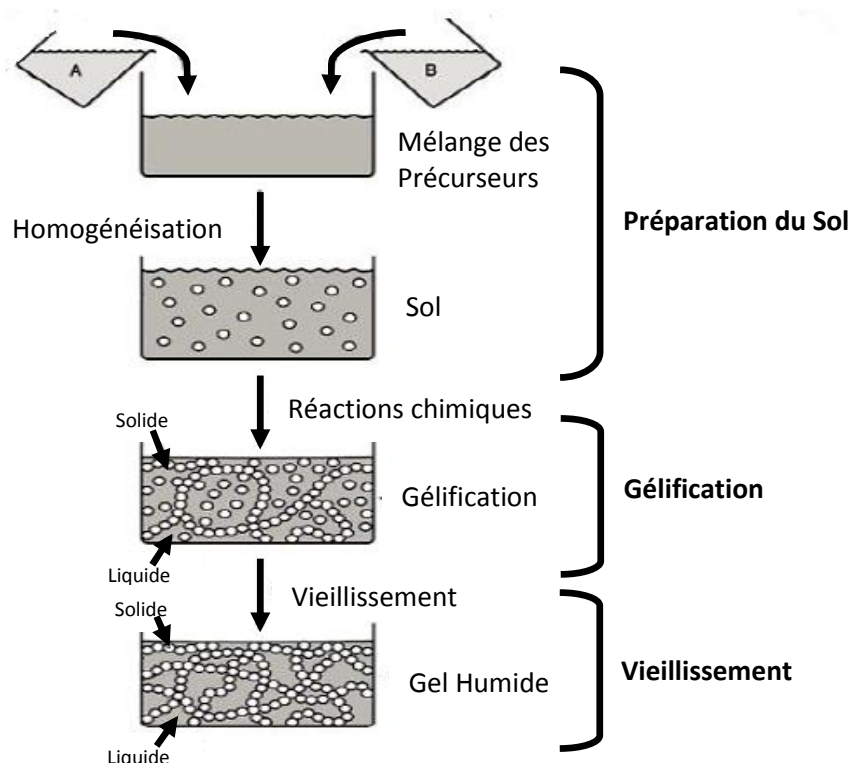 A
B
Mélange des
Précurseurs
Préparation du Sol
Homogénéisation
Sol
Réactions chimiques
Solide
Gélification
Gélification
Liquide
Vieillissement
Solide
Gel Humide
Vieillissement
Liquide